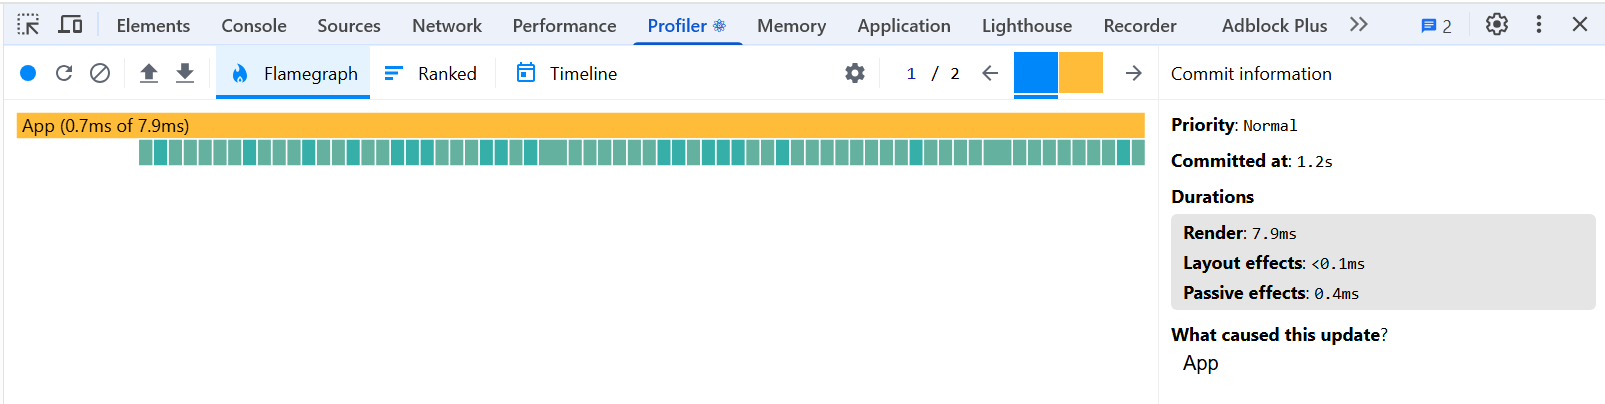 Elements Console Sources Network Performance Profiler ⚛ Memory Application Lighthouse Recorder Adblock Plus 2
Flamegraph Ranked Timeline 1 / 2 Commit information
App (0.7ms of 7.9ms)
Priority: Normal
Committed at: 1.2s
Durations
Render: 7.9ms
Layout effects: <0.1ms
Passive effects: 0.4ms
What caused this update?
App